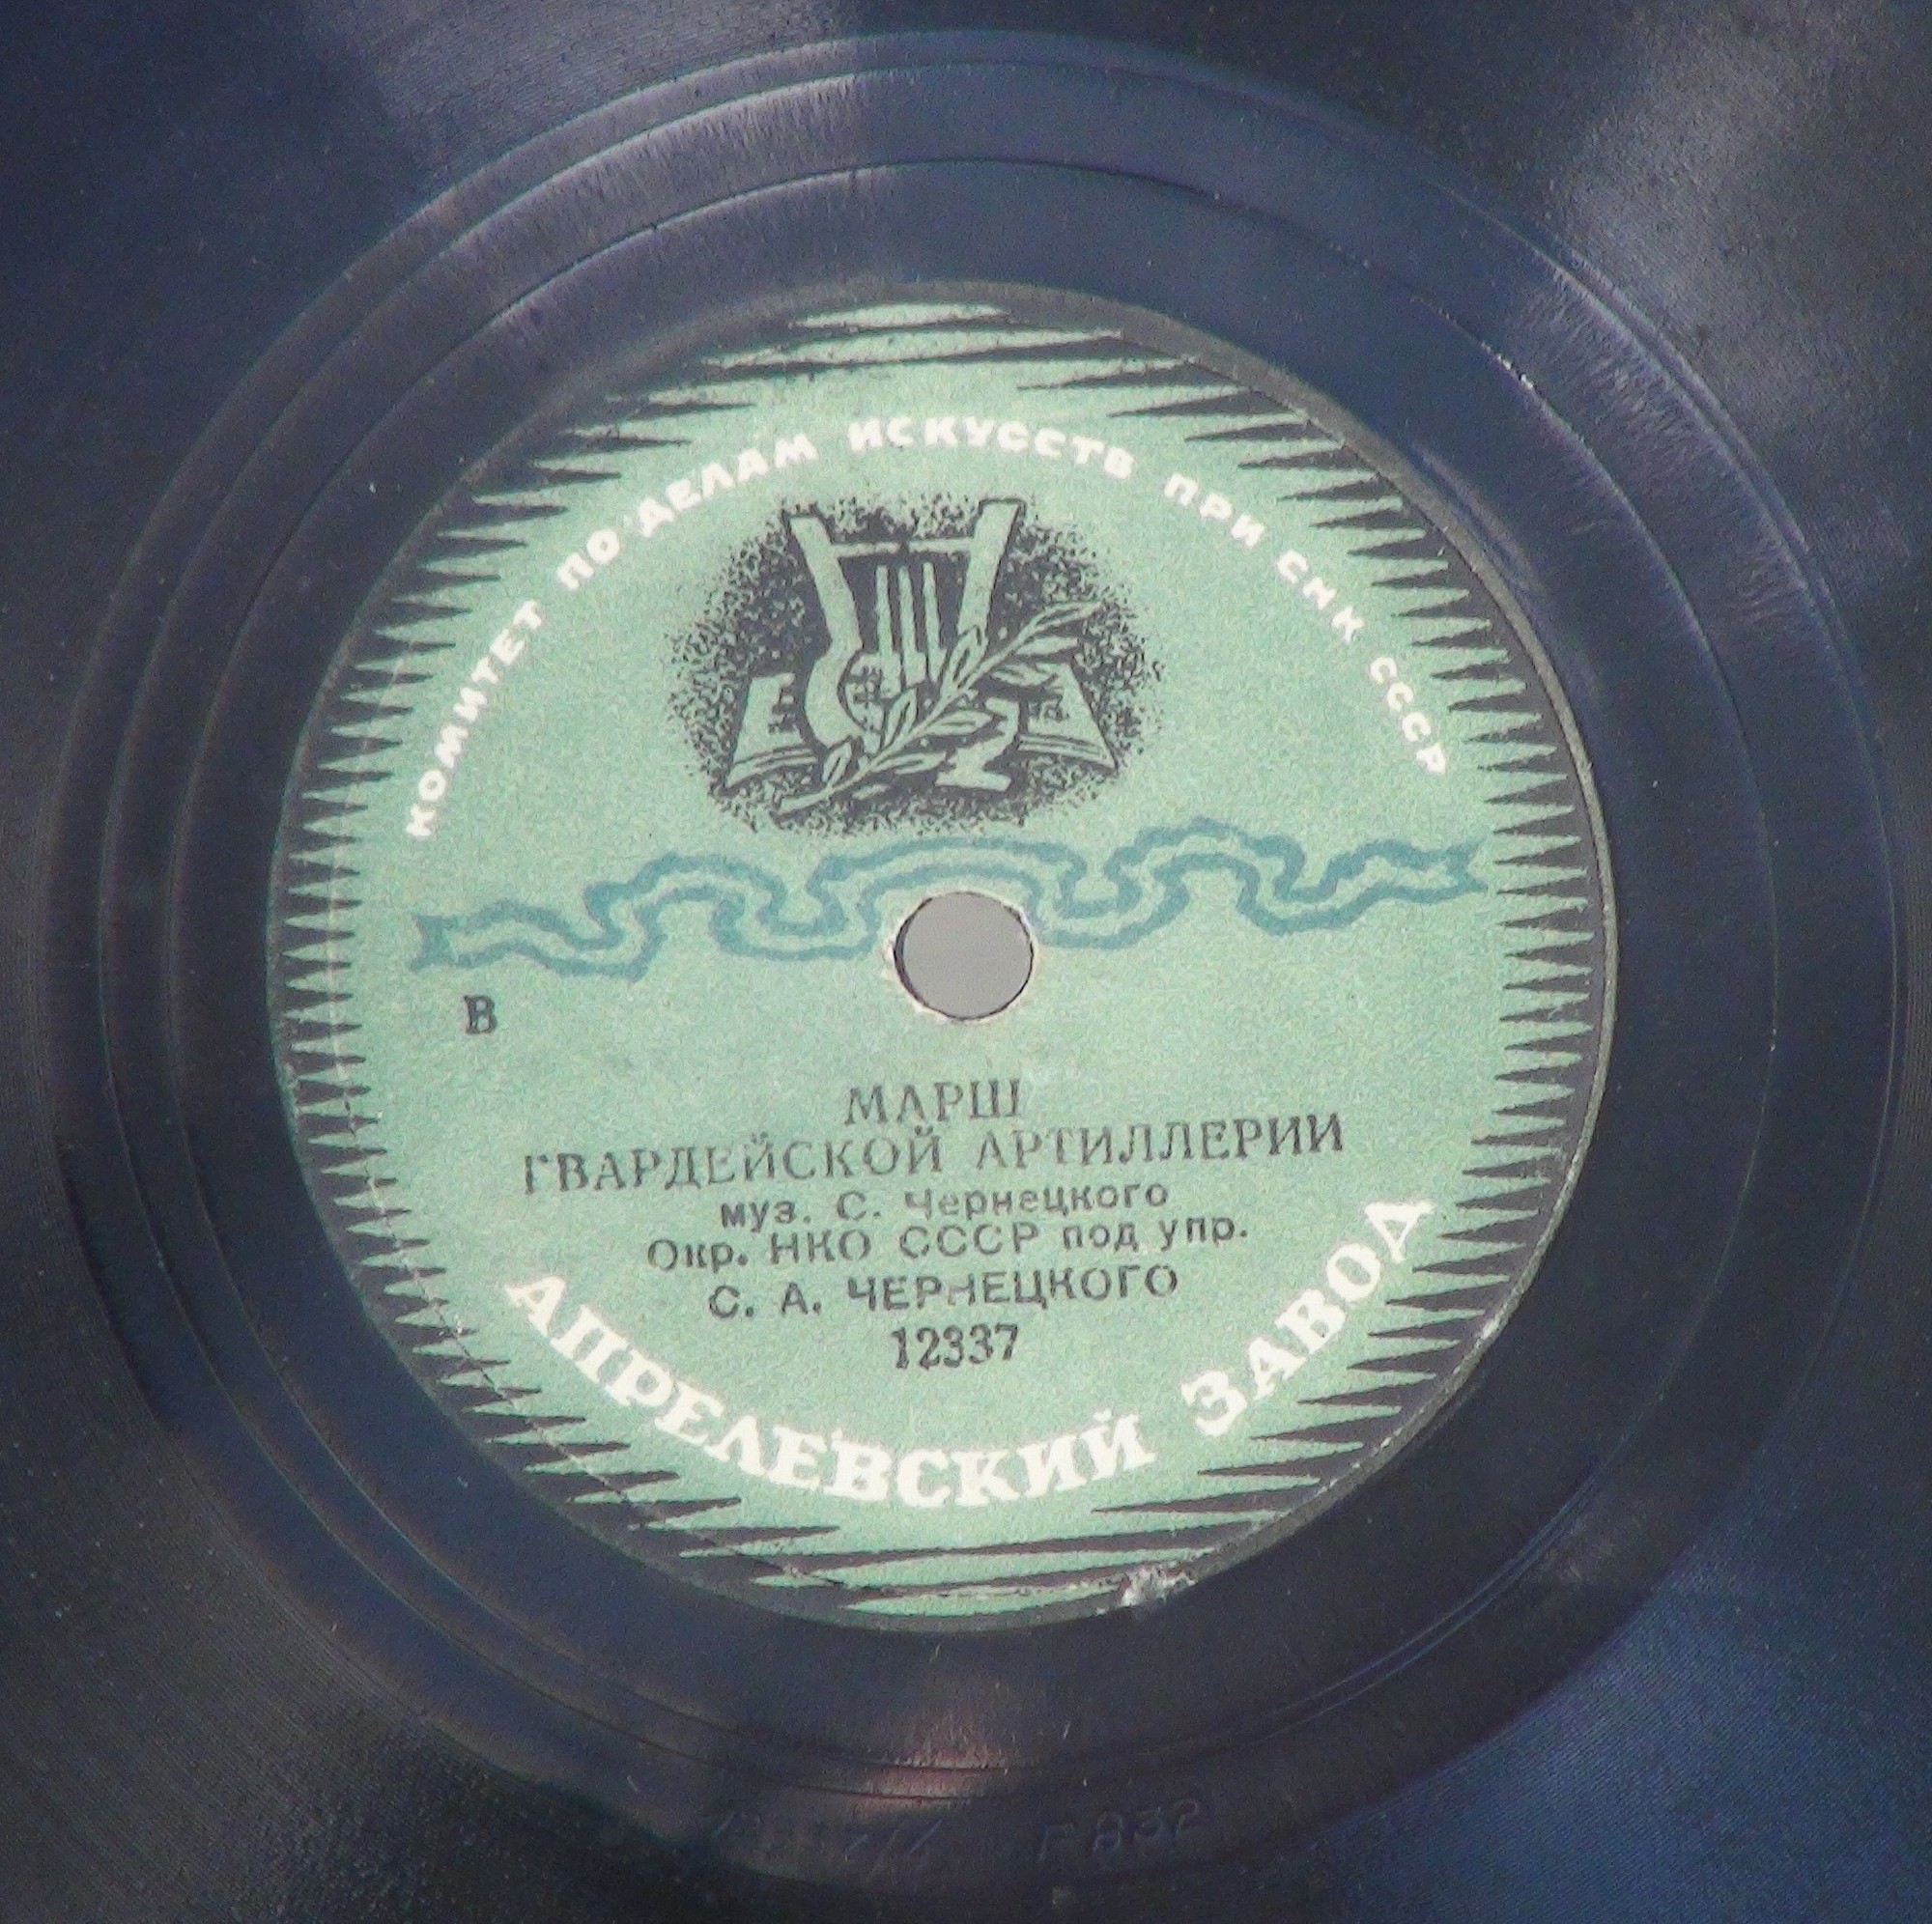 КОМИТЕТ ПО ДЕЛАМ ИСКУССТВ ПРИ СНК СССР
В
МАРШ
ГВАРДЕЙСКОЙ АРТИЛЛЕРИИ
муз. С. Чернецкого
Окр. НКО СССР под упр.
С. А. ЧЕРНЕЦКОГО
12337
АПРЕЛЕВСКИЙ ЗАВОД
Г832